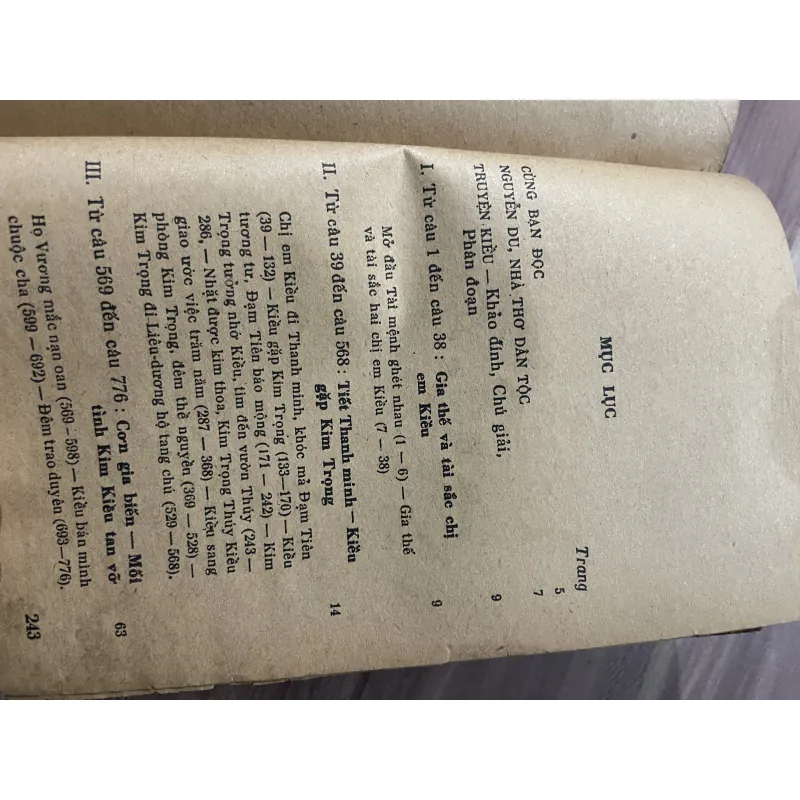 MỤC LỤC
Trang
CÙNG BẠN ĐỌC 5
NGUYỄN DU, NHÀ THƠ DÂN TỘC 7
TRUYỆN KIỀU — Khảo đính, Chú giải,
Phân đoạn 9
I. Từ câu 1 đến câu 38 : Gia thế và tài sắc chị
em Kiều 9
Mở đầu Tài mệnh ghét nhau (1 — 6) — Gia thế
và tài sắc hai chị em Kiều (7 — 38)
II. Từ câu 39 đến câu 568 : Tiết Thanh minh — Kiều
gặp Kim Trọng 14
Chị em Kiều đi Thanh minh, khóc mả Đạm Tiên
(39 — 132) — Kiều gặp Kim Trọng (133—170) — Kiều
tương tư, Đạm Tiên báo mộng (171 — 242) — Kim
Trọng tưởng nhớ Kiều, tìm đến vườn Thúy (243 —
286, — Nhặt được kim thoa, Kim Trọng Thúy Kiều
giao ước việc trăm năm (287 — 368) — Kiều sang
phòng Kim Trọng, đêm thề nguyền (369 — 528) —
Kim Trọng đi Liêu-dương hộ tang chú (529 — 568).
III. Từ câu 569 đến câu 776 : Cơn gia biến — Mối
tình Kim Kiều tan vỡ 63
Họ Vương mắc nạn oan (569 - 598) — Kiều bán mình
chuộc cha (599 — 692) — Đêm trao duyên (693—776).
243